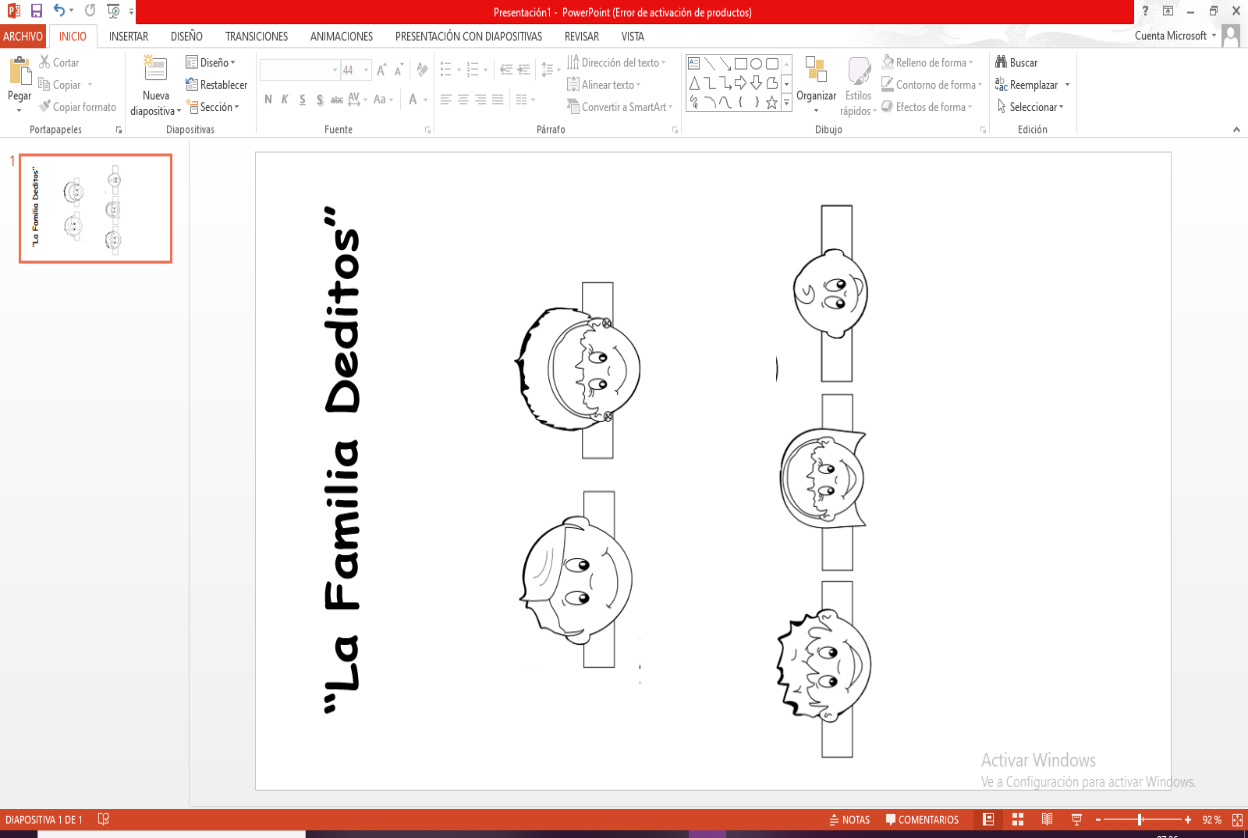 Presentación1 - PowerPoint (Error de activación de productos)
ARCHIVO INICIO INSERTAR DISEÑO TRANSICIONES ANIMACIONES PRESENTACIÓN CON DIAPOSITIVAS REVISAR VISTA Cuenta Microsoft
Pegar
Cortar
Copiar
Copiar formato
Portapapeles
Nueva
diapositiva
Diseño
Restablecer
Sección
Diapositivas
44
N K S S abc AV Aa A
Fuente
Dirección del texto
Alinear texto
Convertir a SmartArt
Párrafo
Organizar
Estilos
rápidos
Relleno de forma
Contorno de forma
Efectos de forma
Dibujo
Buscar
Reemplazar
Seleccionar
Edición
1
"La Familia Deditos"
"La Familia Deditos"
Activar Windows
Ve a Configuración para activar Windows.
DIAPOSITIVA 1 DE 1 NOTAS COMENTARIOS 92 %